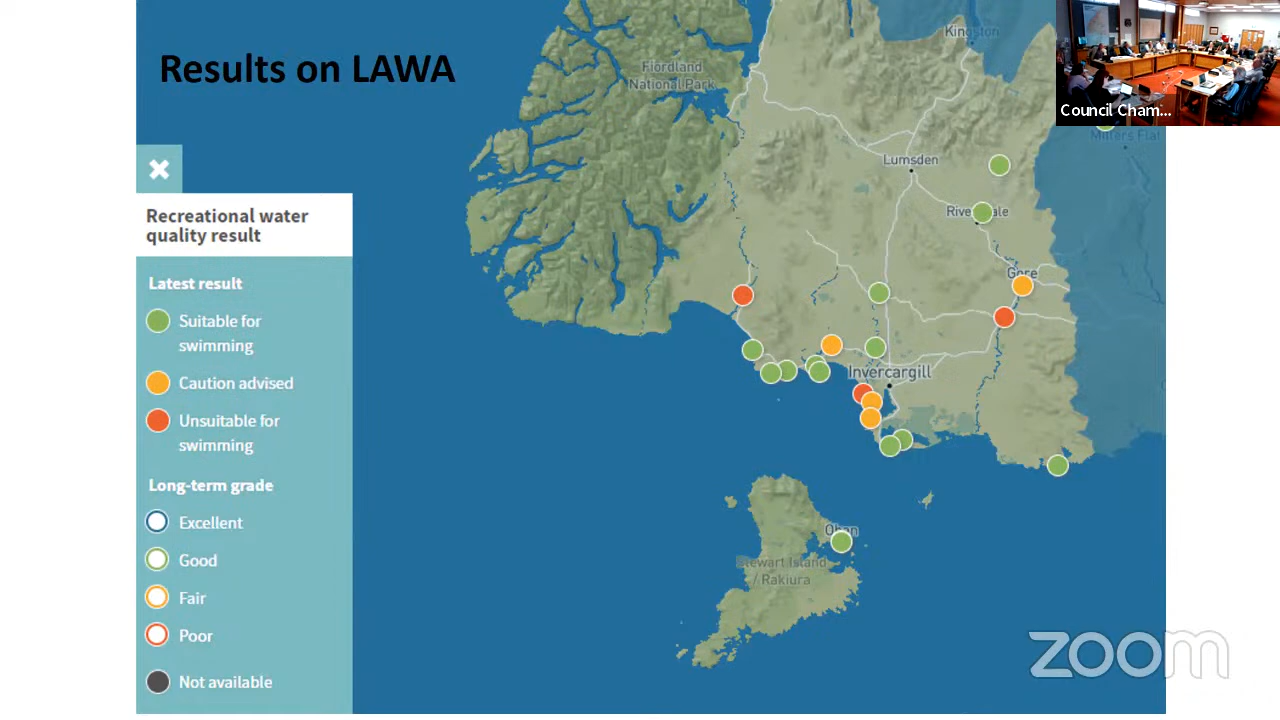 Results on LAWA
Recreational water
quality result
Latest result
Suitable for
swimming
Caution advised
Unsuitable for
swimming
Long-term grade
Excellent
Good
Fair
Poor
Not available
Kingston
Fiordland
National Park
Council Cham...
Millers Flat
Lumsden
Gore
Invercargill
Stewart Island
/ Rakiura
zoom